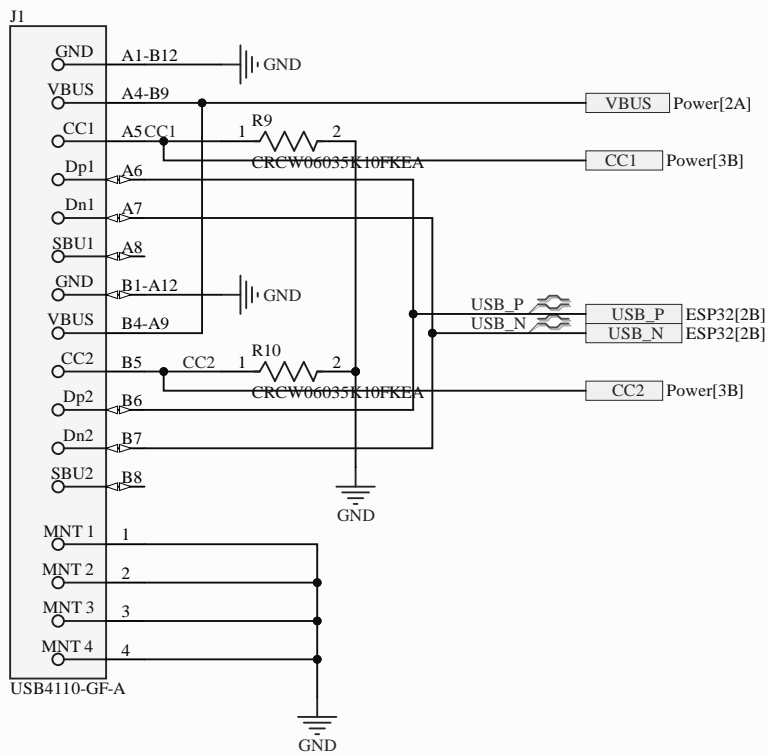 J1
GND A1-B12 GND
VBUS A4-B9 VBUS Power[2A]
R9
CC1 A5 CC1 1 2
CRCW06035K10FKEA CC1 Power[3B]
Dp1 A6
Dn1 A7
SBU1 A8
GND B1-A12 GND
USB_P USB_P ESP32[2B]
VBUS B4-A9 USB_N USB_N ESP32[2B]
R10
CC2 B5 CC2 1 2
CRCW06035K10FKEA CC2 Power[3B]
Dp2 B6
Dn2 B7
SBU2 B8
GND
MNT 1 1
MNT 2 2
MNT 3 3
MNT 4 4
USB4110-GF-A
GND